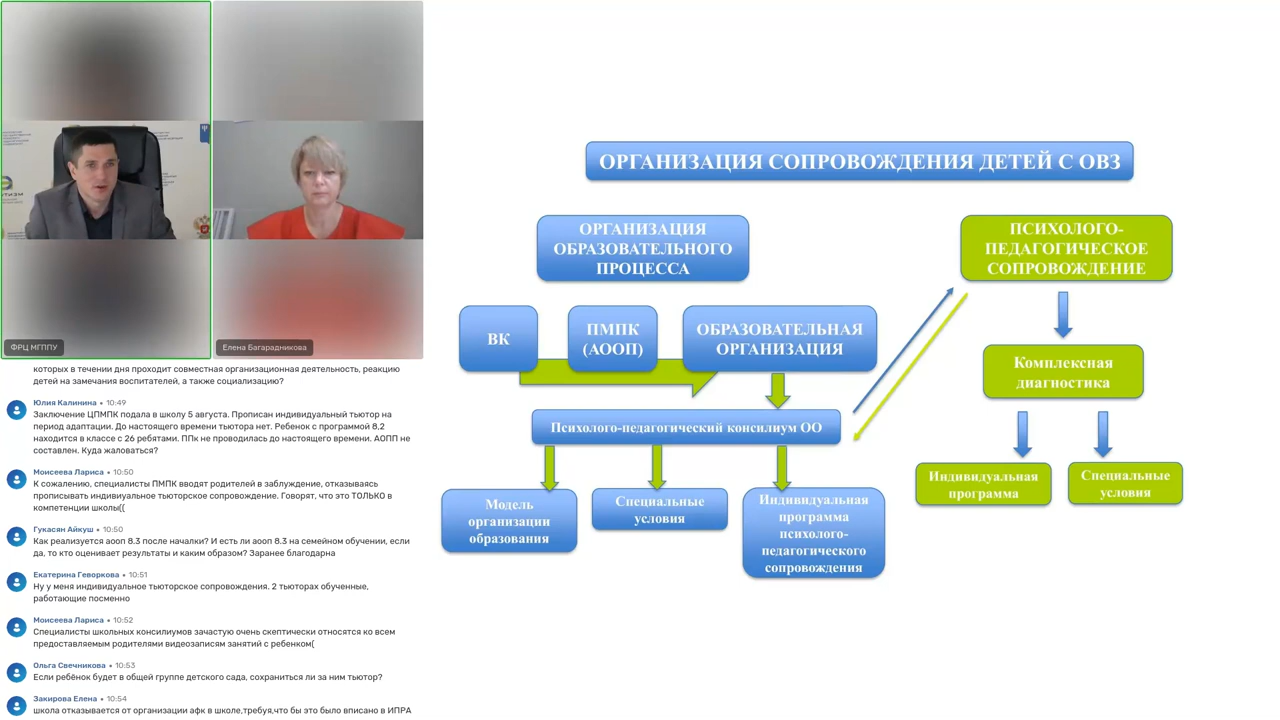 ФРЦ МГППУ
Елена Багарадникова
которых в течении дня проходит совместная организационная деятельность, реакцию
детей на замечания воспитателей, а также социализацию?
Юлия Калинина • 10:49
Заключение ЦПМПК подала в школу 5 августа. Прописан индивидуальный тьютор на
период адаптации. До настоящего времени тьютора нет. Ребенок с программой 8,2
находится в классе с 26 ребятами. ППк не проводилась до настоящего времени. АОПП не
составлен. Куда жаловаться?
Моисеева Лариса • 10:50
К сожалению, специалисты ПМПК вводят родителей в заблуждение, отказываясь
прописывать индивиуальное тьюторское сопровождение. Говорят, что это ТОЛЬКО в
компетенции школы((
Гукасян Айкуш • 10:50
Как реализуется аооп 8.3 после началки? И есть ли аооп 8.3 на семейном обучении, если
да, то кто оценивает результаты и каким образом? Заранее благодарна
Екатерина Геворкова • 10:51
Ну у меня индивидуальное тьюторское сопровождения. 2 тьюторах обученные,
работающие посменно
Моисеева Лариса • 10:52
Специалисты школьных консилиумов зачастую очень скептически относятся ко всем
предоставляемым родителями видеозаписям занятий с ребенком(
Ольга Свечникова • 10:53
Если ребёнок будет в общей группе детского сада, сохраниться ли за ним тьютор?
Закирова Елена • 10:54
школа отказывается от организации афк в школе,требуя,что бы это было вписано в ИПРА
ОРГАНИЗАЦИЯ СОПРОВОЖДЕНИЯ ДЕТЕЙ С ОВЗ
ОРГАНИЗАЦИЯ
ОБРАЗОВАТЕЛЬНОГО
ПРОЦЕССА
ПСИХОЛОГО-
ПЕДАГОГИЧЕСКОЕ
СОПРОВОЖДЕНИЕ
ВК
ПМПК
(АООП)
ОБРАЗОВАТЕЛЬНАЯ
ОРГАНИЗАЦИЯ
Комплексная
диагностика
Психолого-педагогический консилиум ОО
Индивидуальная
программа
Специальные
условия
Модель
организации
образования
Специальные
условия
Индивидуальная
программа
психолого-
педагогического
сопровождения